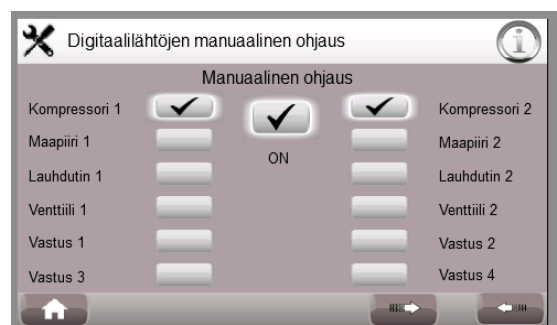 Digitaalilähtöjen manuaalinen ohjaus
Manuaalinen ohjaus
Kompressori 1
Kompressori 2
Maapiiri 1
Maapiiri 2
ON
Lauhdutin 1
Lauhdutin 2
Venttiili 1
Venttiili 2
Vastus 1
Vastus 2
Vastus 3
Vastus 4